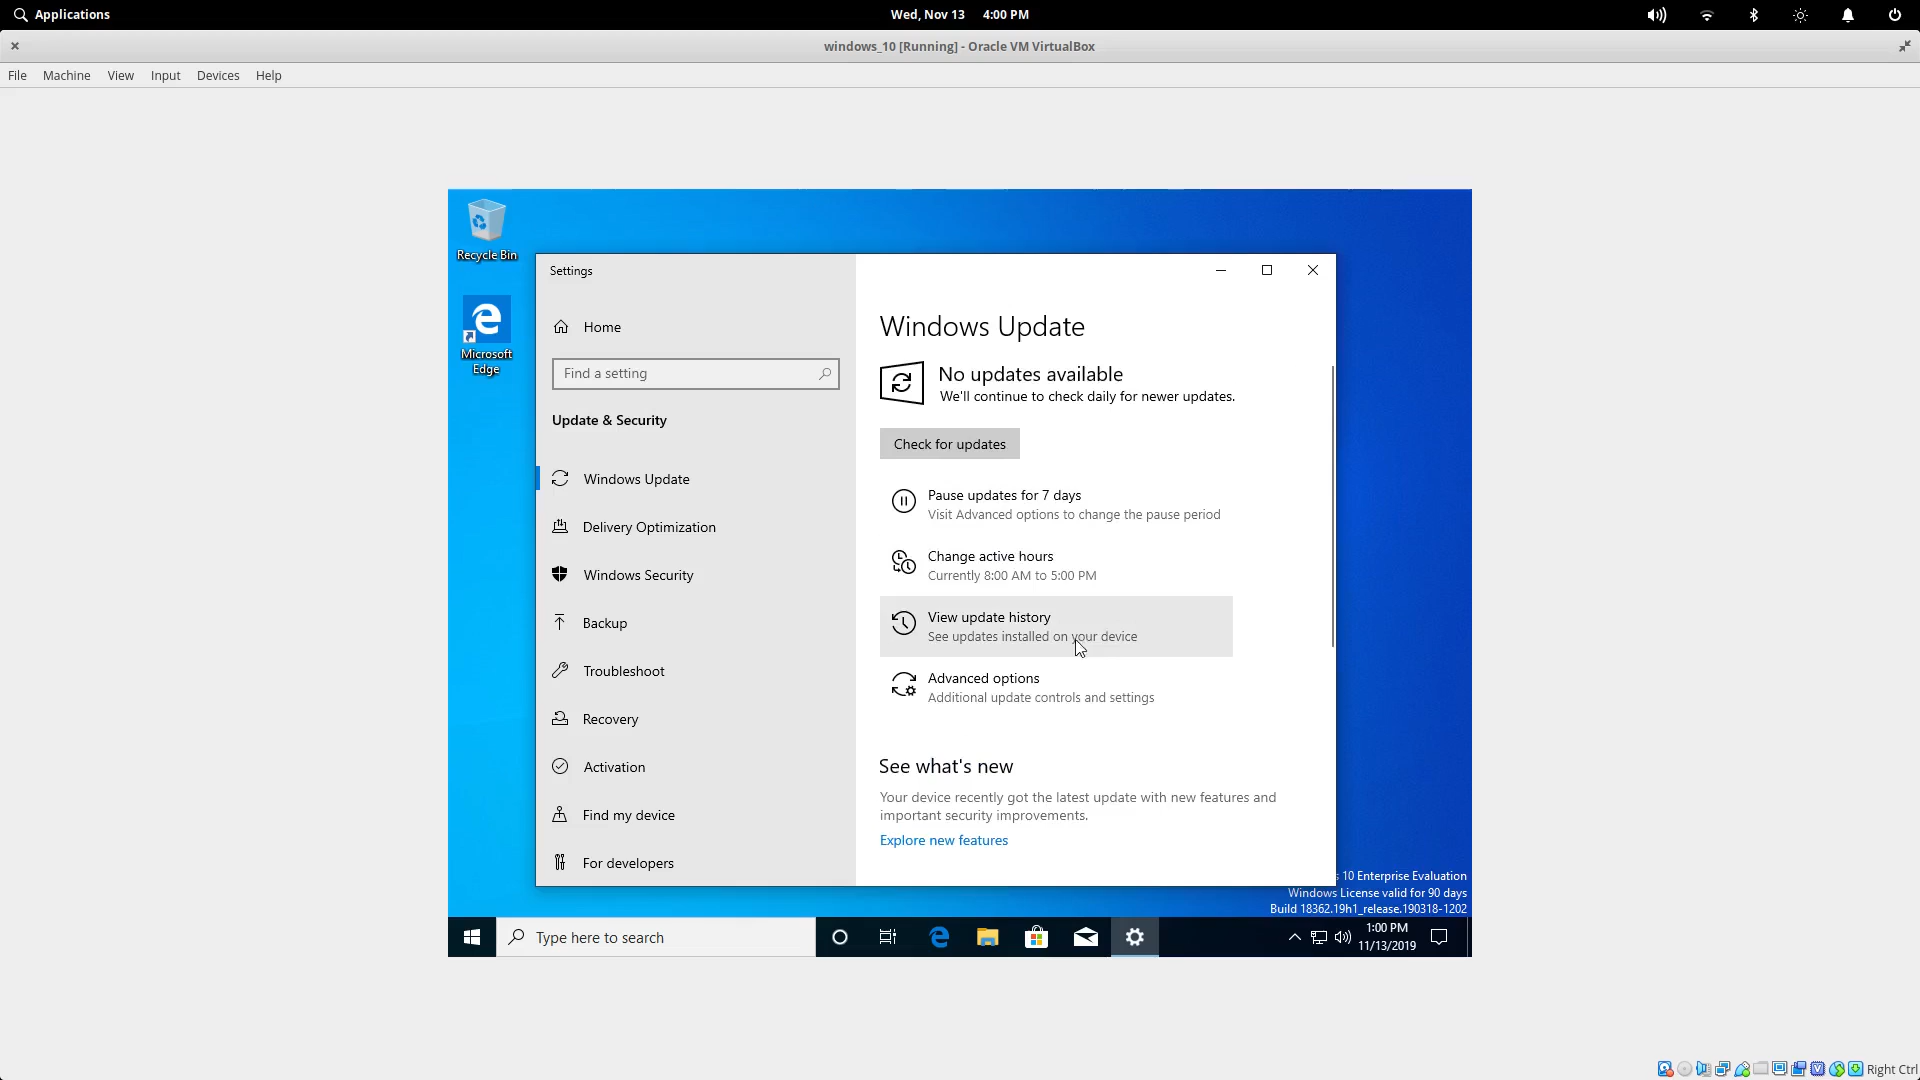 Applications
Wed, Nov 13 4:00 PM
windows_10 [Running] - Oracle VM VirtualBox
File Machine View Input Devices Help
Recycle Bin
Microsoft
Edge
Settings
Home
Find a setting
Update & Security
Windows Update
Delivery Optimization
Windows Security
Backup
Troubleshoot
Recovery
Activation
Find my device
For developers
Windows Update
No updates available
We'll continue to check daily for newer updates.
Check for updates
Pause updates for 7 days
Visit Advanced options to change the pause period
Change active hours
Currently 8:00 AM to 5:00 PM
View update history
See updates installed on your device
Advanced options
Additional update controls and settings
See what's new
Your device recently got the latest update with new features and
important security improvements.
Explore new features
10 Enterprise Evaluation
Windows License valid for 90 days
Build 18362.19h1_release.190318-1202
Type here to search
1:00 PM
11/13/2019
Right Ctrl